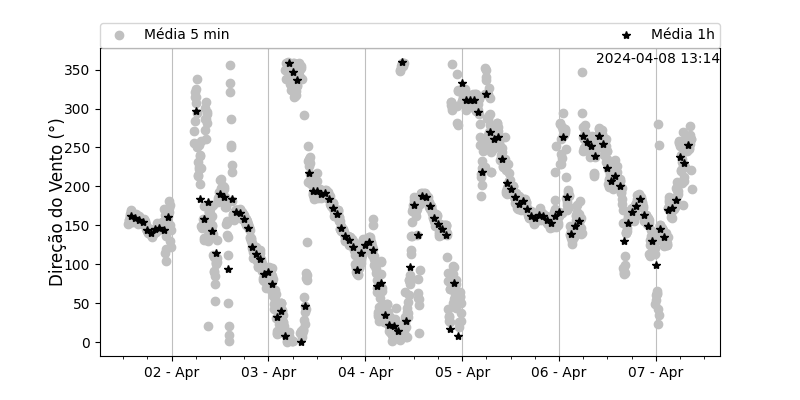 Média 5 min
Média 1h
2024-04-08 13:14
Direção do Vento (°)
350
300
250
200
150
100
50
0
02 - Apr
03 - Apr
04 - Apr
05 - Apr
06 - Apr
07 - Apr